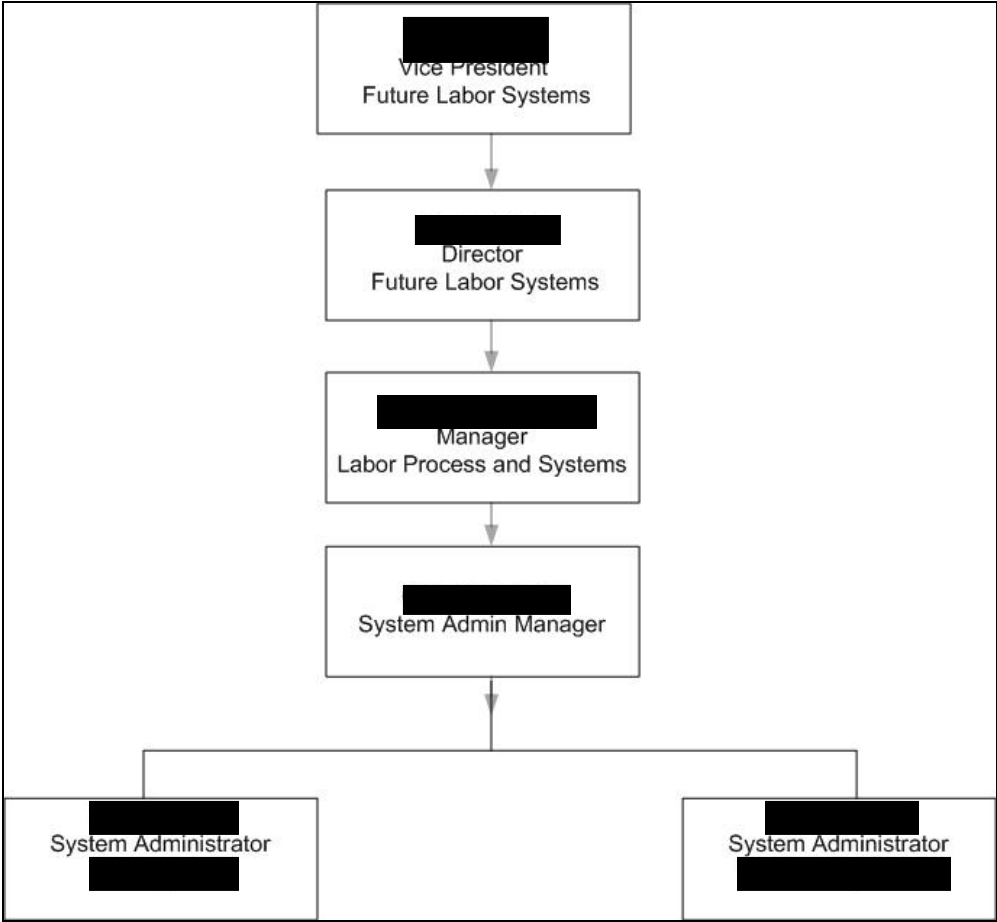 Vice President
Future Labor Systems
Director
Future Labor Systems
Manager
Labor Process and Systems
System Admin Manager
System Administrator
System Administrator